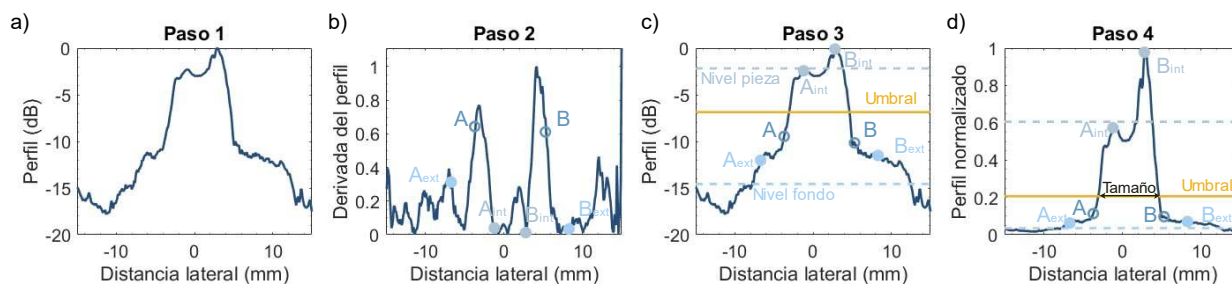 a)
Paso 1
Perfil (dB)
0
-5
-10
-15
-20
-10
0
10
Distancia lateral (mm)
b)
Paso 2
Derivada del perfil
1
0.8
0.6
0.4
0.2
0
A
B
Aext
Aint
Bint
Bext
-10
0
10
Distancia lateral (mm)
c)
Paso 3
Perfil (dB)
0
-5
-10
-15
-20
Nivel pieza
Aint
Bint
Umbral
A
B
Aext
Bext
Nivel fondo
-10
0
10
Distancia lateral (mm)
d)
Paso 4
Perfil normalizado
1
0.8
0.6
0.4
0.2
0
Bint
Aint
Tamaño
Umbral
Aext
A
B
Bext
-10
0
10
Distancia lateral (mm)